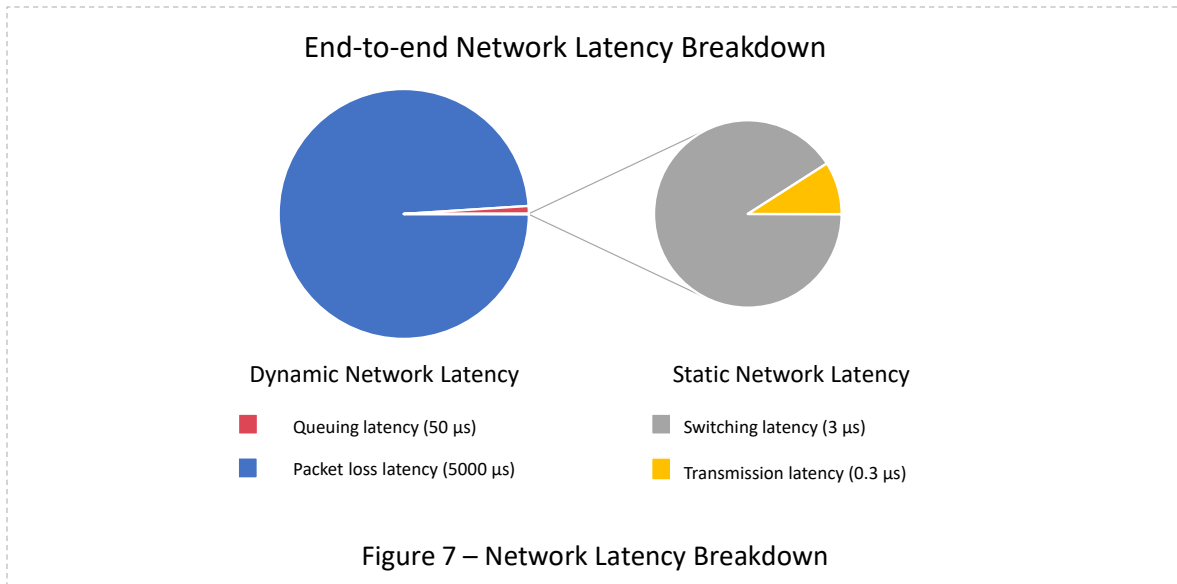 End-to-end Network Latency Breakdown
Dynamic Network Latency
Queuing latency (50 µs)
Packet loss latency (5000 µs)
Static Network Latency
Switching latency (3 µs)
Transmission latency (0.3 µs)
Figure 7 – Network Latency Breakdown